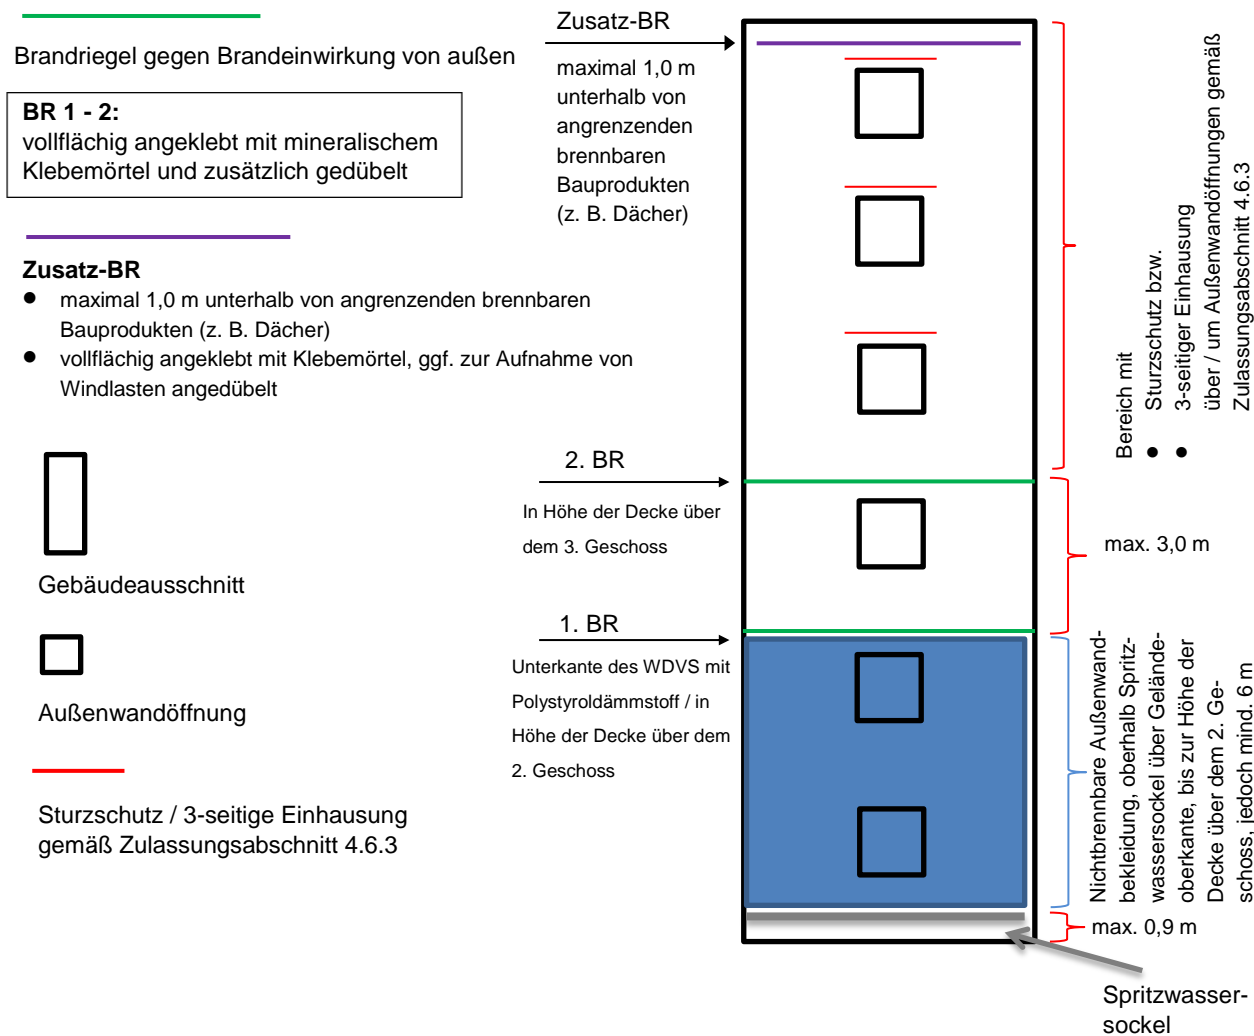 Brandriegel gegen Brandeinwirkung von außen
BR 1 - 2:
vollflächig angeklebt mit mineralischem
Klebemörtel und zusätzlich gedübelt
Zusatz-BR
● maximal 1,0 m unterhalb von angrenzenden brennbaren
Bauprodukten (z. B. Dächer)
● vollflächig angeklebt mit Klebemörtel, ggf. zur Aufnahme von
Windlasten angedübelt
Gebäudeausschnitt
Außenwandöffnung
Sturzschutz / 3-seitige Einhausung
gemäß Zulassungsabschnitt 4.6.3
Zusatz-BR
maximal 1,0 m
unterhalb von
angrenzenden
brennbaren
Bauprodukten
(z. B. Dächer)
2. BR
In Höhe der Decke über
dem 3. Geschoss
1. BR
Unterkante des WDVS mit
Polystyroldämmstoff / in
Höhe der Decke über dem
2. Geschoss
Bereich mit
● Sturzschutz bzw.
● 3-seitiger Einhausung
über / um Außenwandöffnungen gemäß
Zulassungsabschnitt 4.6.3
max. 3,0 m
Nichtbrennbare Außenwand-
bekleidung, oberhalb Spritz-
wassersockel über Gelände-
oberkante, bis zur Höhe der
Decke über dem 2. Ge-
schoss, jedoch mind. 6 m
max. 0,9 m
Spritzwasser-
sockel